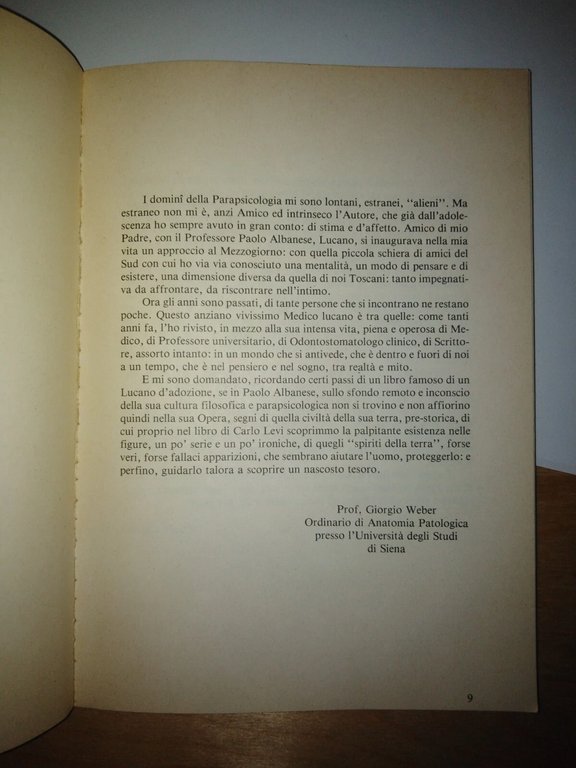 I dominî della Parapsicologia mi sono lontani, estranei, “alieni”. Ma
estraneo non mi è, anzi Amico ed intrinseco l’Autore, che già dall’adole-
scenza ho sempre avuto in gran conto: di stima e d’affetto. Amico di mio
Padre, con il Professore Paolo Albanese, Lucano, si inaugurava nella mia
vita un approccio al Mezzogiorno: con quella piccola schiera di amici del
Sud con cui ho via via conosciuto una mentalità, un modo di pensare e di
esistere, una dimensione diversa da quella di noi Toscani: tanto impegnati-
va da affrontare, da riscontrare nell’intimo.
Ora gli anni sono passati, di tante persone che si incontrano ne restano
poche. Questo anziano vivissimo Medico lucano è tra quelle: come tanti
anni fa, l’ho rivisto, in mezzo alla sua intensa vita, piena e operosa di Me-
dico, di Professore universitario, di Odontostomatologo clinico, di Scritto-
re, assorto intanto: in un mondo che si antivede, che è dentro e fuori di noi
a un tempo, che è nel pensiero e nel sogno, tra realtà e mito.
E mi sono domandato, ricordando certi passi di un libro famoso di un
Lucano d’adozione, se in Paolo Albanese, sullo sfondo remoto e inconscio
della sua cultura filosofica e parapsicologica non si trovino e non affiorino
quindi nella sua Opera, segni di quella civiltà della sua terra, pre-storica, di
cui proprio nel libro di Carlo Levi scoprimmo la palpitante esistenza nelle
figure, un po’ serie e un po’ ironiche, di quegli “spiriti della terra”, forse
veri, forse fallaci apparizioni, che sembrano aiutare l’uomo, proteggerlo: e
perfino, guidarlo talora a scoprire un nascosto tesoro.
Prof. Giorgio Weber
Ordinario di Anatomia Patologica
presso l’Università degli Studi
di Siena
9